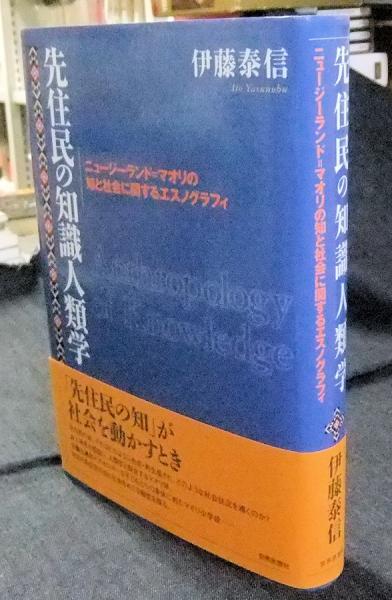 先住民の知識人類学
伊藤泰信
Ito Yasunobu
ニュージーランド=マオリの
知と社会に関するエスノグラフィ
Anthropology
of Knowledge
「先住民の知」が
社会を動かすとき
先住民の知識人類学
ニュージーランド=マオリの知と社会に関するエスノグラフィ
伊藤泰信